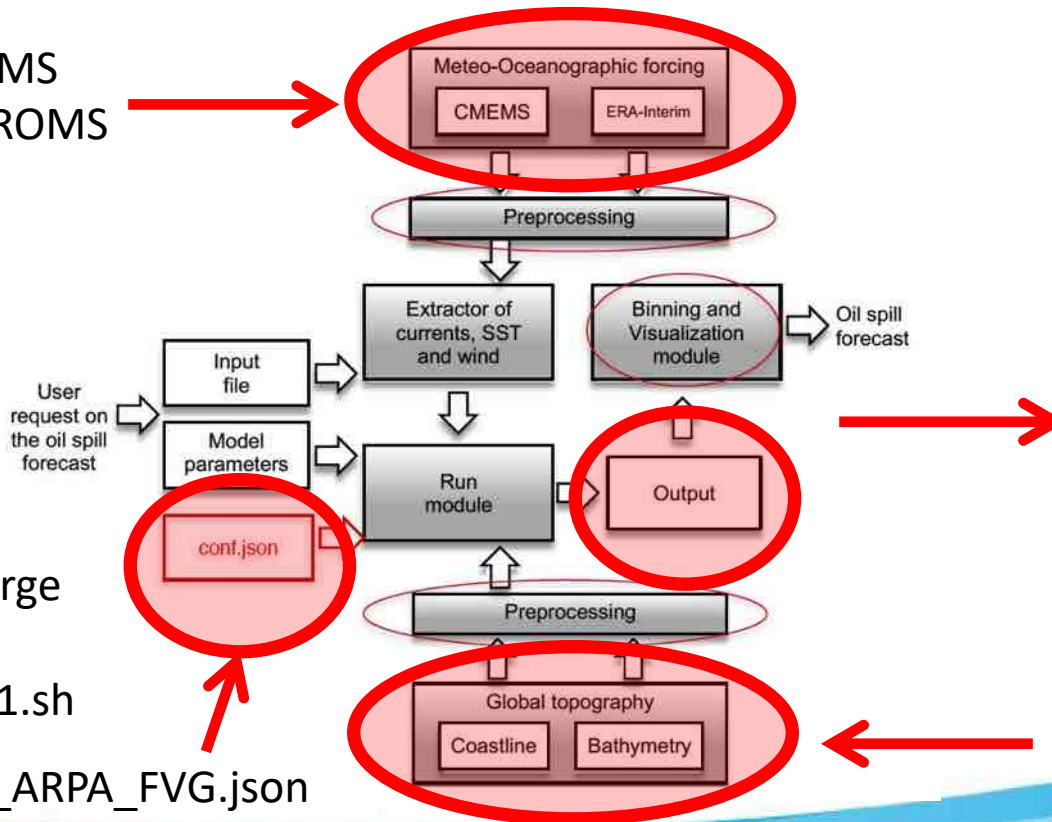 MS
ROMS
Meteo-Oceanographic forcing
CMEMS
ERA-Interim
Preprocessing
Extractor of
currents, SST
and wind
Binning and
Visualization
module
Oil spill
forecast
Input
file
User
request on
the oil spill
forecast
Model
parameters
Run
module
Output
conf.json
rge
Preprocessing
1.sh
Global topography
Coastline
Bathymetry
_ARPA_FVG.json